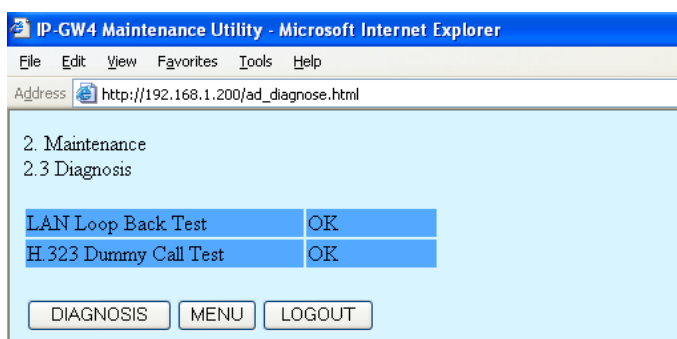 IP-GW4 Maintenance Utility - Microsoft Internet Explorer
File Edit View Favorites Tools Help
Address http://192.168.1.200/ad_diagnose.html
2. Maintenance
2.3 Diagnosis
LAN Loop Back Test OK
H.323 Dummy Call Test OK
DIAGNOSIS MENU LOGOUT